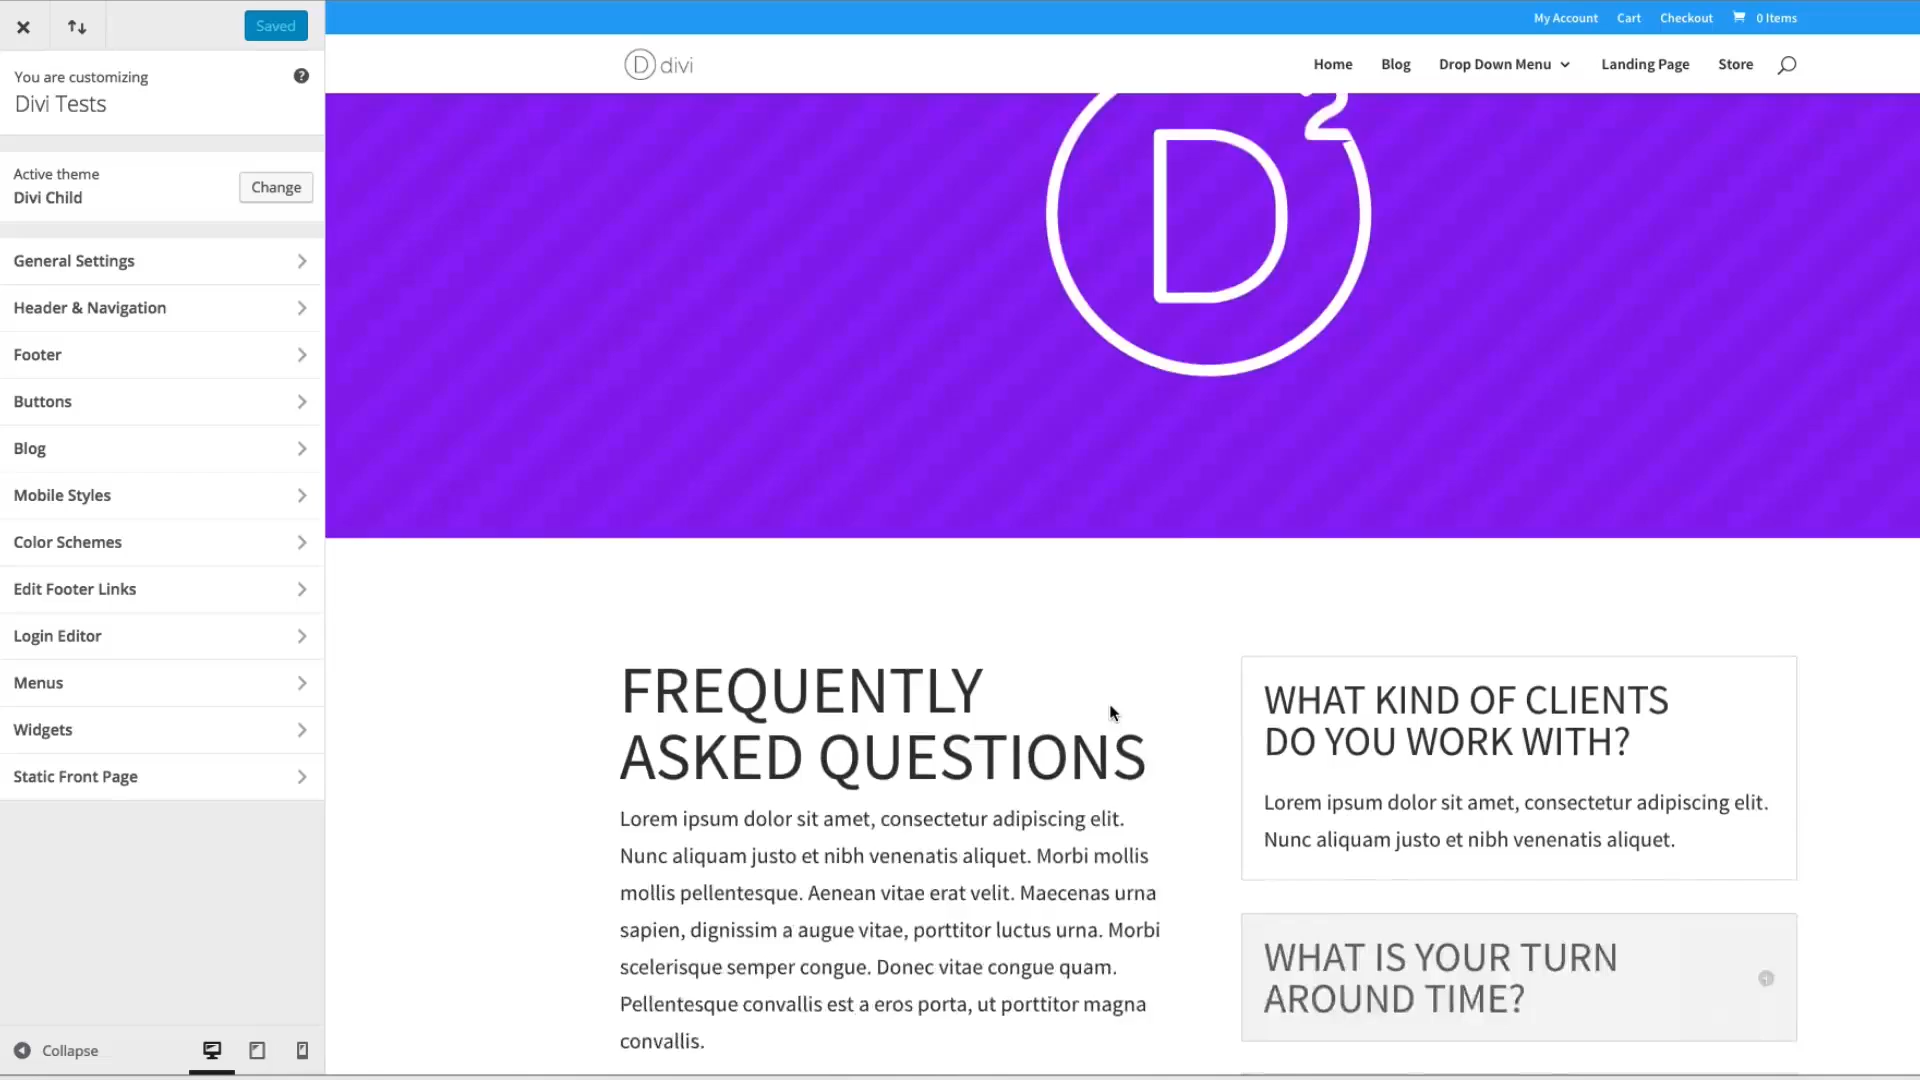 Saved
You are customizing
Divi Tests
Active theme
Divi Child
Change
General Settings
Header & Navigation
Footer
Buttons
Blog
Mobile Styles
Color Schemes
Edit Footer Links
Login Editor
Menus
Widgets
Static Front Page
Collapse
My Account Cart Checkout 0 Items
D divi
Home Blog Drop Down Menu Landing Page Store
D 2
FREQUENTLY
ASKED QUESTIONS
Lorem ipsum dolor sit amet, consectetur adipiscing elit.
Nunc aliquam justo et nibh venenatis aliquet. Morbi mollis
mollis pellentesque. Aenean vitae erat velit. Maecenas urna
sapien, dignissim a augue vitae, porttitor luctus urna. Morbi
scelerisque semper congue. Donec vitae congue quam.
Pellentesque convallis est a eros porta, ut porttitor magna
convallis.
WHAT KIND OF CLIENTS
DO YOU WORK WITH?
Lorem ipsum dolor sit amet, consectetur adipiscing elit.
Nunc aliquam justo et nibh venenatis aliquet.
WHAT IS YOUR TURN
AROUND TIME?